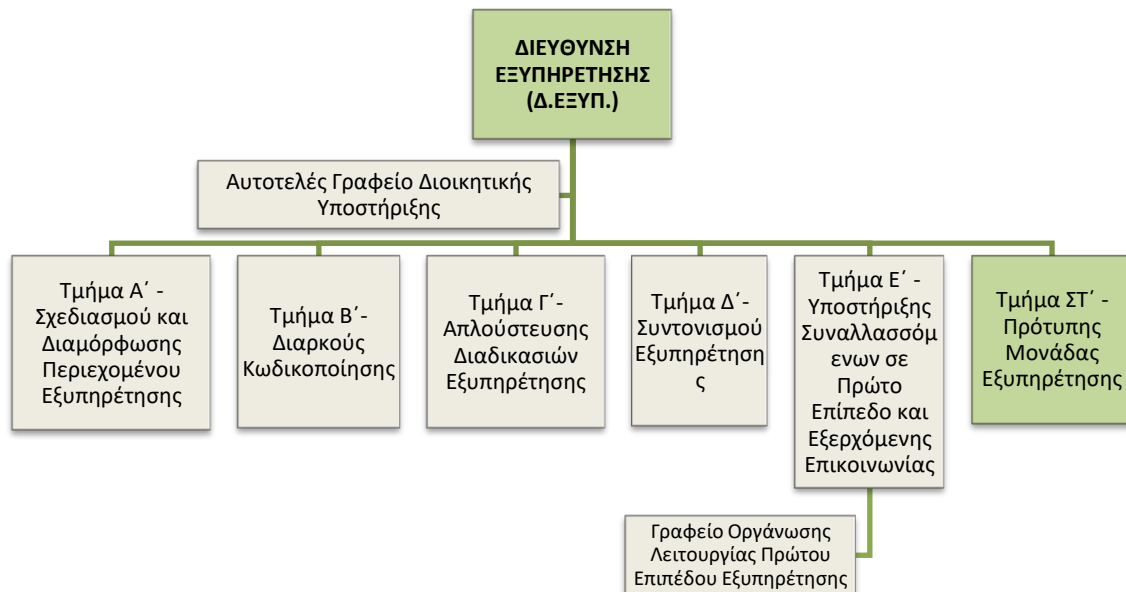 ΔΙΕΥΘΥΝΣΗ
ΕΞΥΠΗΡΕΤΗΣΗΣ
(Δ.ΕΞΥΠ.)
Αυτοτελές Γραφείο Διοικητικής
Υποστήριξης
Τμήμα Α΄ -
Σχεδιασμού και
Διαμόρφωσης
Περιεχομένου
Εξυπηρέτησης
Τμήμα Β΄-
Διαρκούς
Κωδικοποίησης
Τμήμα Γ΄-
Απλούστευσης
Διαδικασιών
Εξυπηρέτησης
Τμήμα Δ΄-
Συντονισμού
Εξυπηρέτηση
ς
Τμήμα Ε΄ -
Υποστήριξης
Συναλλασσόμ
ενων σε
Πρώτο
Επίπεδο και
Εξερχόμενης
Επικοινωνίας
Τμήμα ΣΤ΄ -
Πρότυπης
Μονάδας
Εξυπηρέτησης
Γραφείο Οργάνωσης
Λειτουργίας Πρώτου
Επιπέδου Εξυπηρέτησης